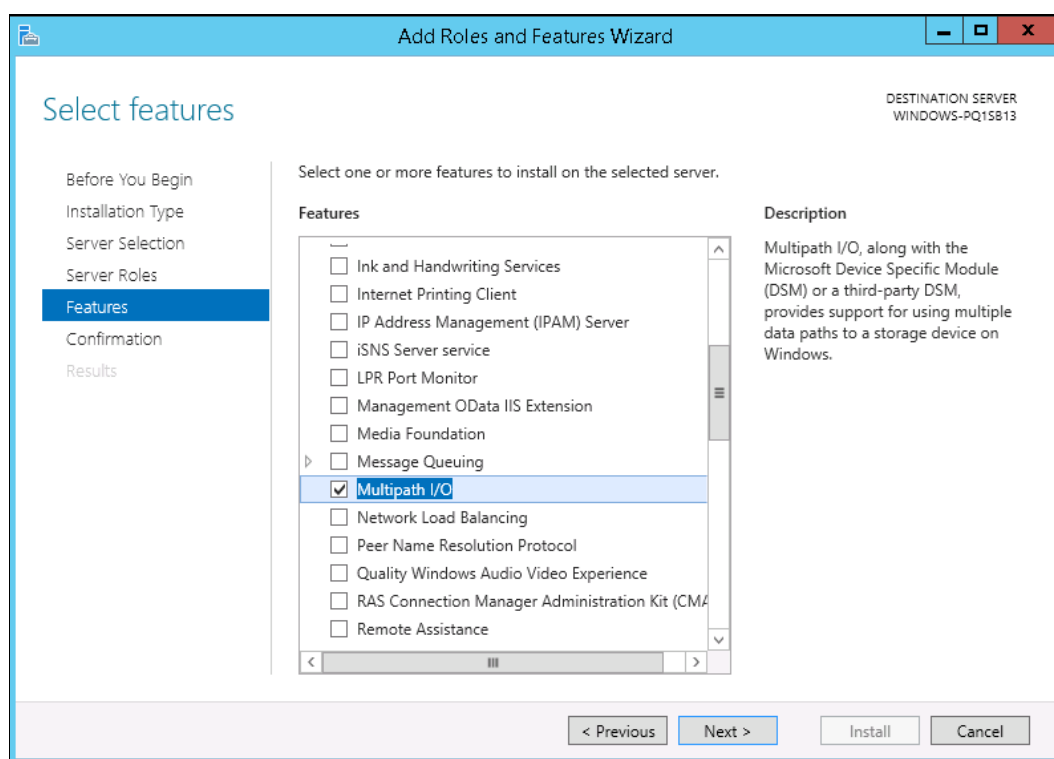 Add Roles and Features Wizard
Select features
DESTINATION SERVER
WINDOWS-PQ1SB13
Before You Begin
Installation Type
Server Selection
Server Roles
Features
Confirmation
Results
Select one or more features to install on the selected server.
Features
Ink and Handwriting Services
Internet Printing Client
IP Address Management (IPAM) Server
iSNS Server service
LPR Port Monitor
Management OData IIS Extension
Media Foundation
Message Queuing
Multipath I/O
Network Load Balancing
Peer Name Resolution Protocol
Quality Windows Audio Video Experience
RAS Connection Manager Administration Kit (CMA
Remote Assistance
Description
Multipath I/O, along with the
Microsoft Device Specific Module
(DSM) or a third-party DSM,
provides support for using multiple
data paths to a storage device on
Windows.
< Previous
Next >
Install
Cancel